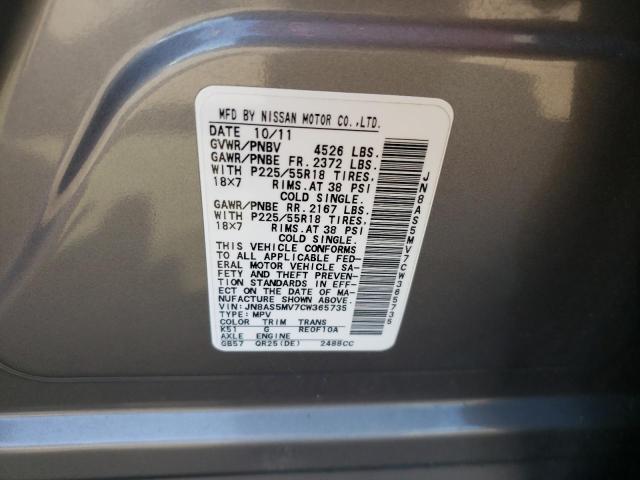 MFD BY NISSAN MOTOR CO.,LTD.
DATE 10/11
GVWR/PNBV 4526 LBS.
GAWR/PNBE FR. 2372 LBS.
WITH P225/55R18 TIRES.
18X7 RIMS.AT 38 PSI
COLD SINGLE.
GAWR/PNBE RR. 2167 LBS.
WITH P225/55R18 TIRES.
18X7 RIMS.AT 38 PSI
COLD SINGLE.
THIS VEHICLE CONFORMS
TO ALL APPLICABLE FED-
ERAL MOTOR VEHICLE SA-
FETY AND THEFT PREVEN-
TION STANDARDS IN EFF-
ECT ON THE DATE OF MA-
NUFACTURE SHOWN ABOVE.
VIN:JN8AS5MV7CW365735
TYPE: MPV
COLOR TRIM TRANS
K51 G RE0F10A
AXLE ENGINE
GB57 QR25(DE) 2488CC
JN8AS5MV7CW365735